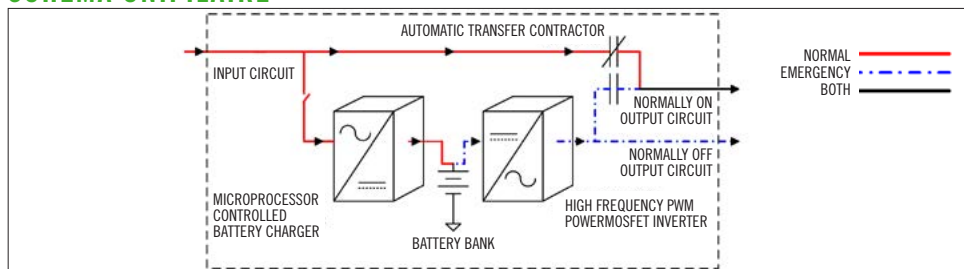 AUTOMATIC TRANSFER CONTRACTOR
INPUT CIRCUIT
NORMAL
EMERGENCY
BOTH
NORMALLY ON
OUTPUT CIRCUIT
NORMALLY OFF
OUTPUT CIRCUIT
MICROPROCESSOR
CONTROLLED
BATTERY CHARGER
BATTERY BANK
HIGH FREQUENCY PWM
POWERMOSFET INVERTER